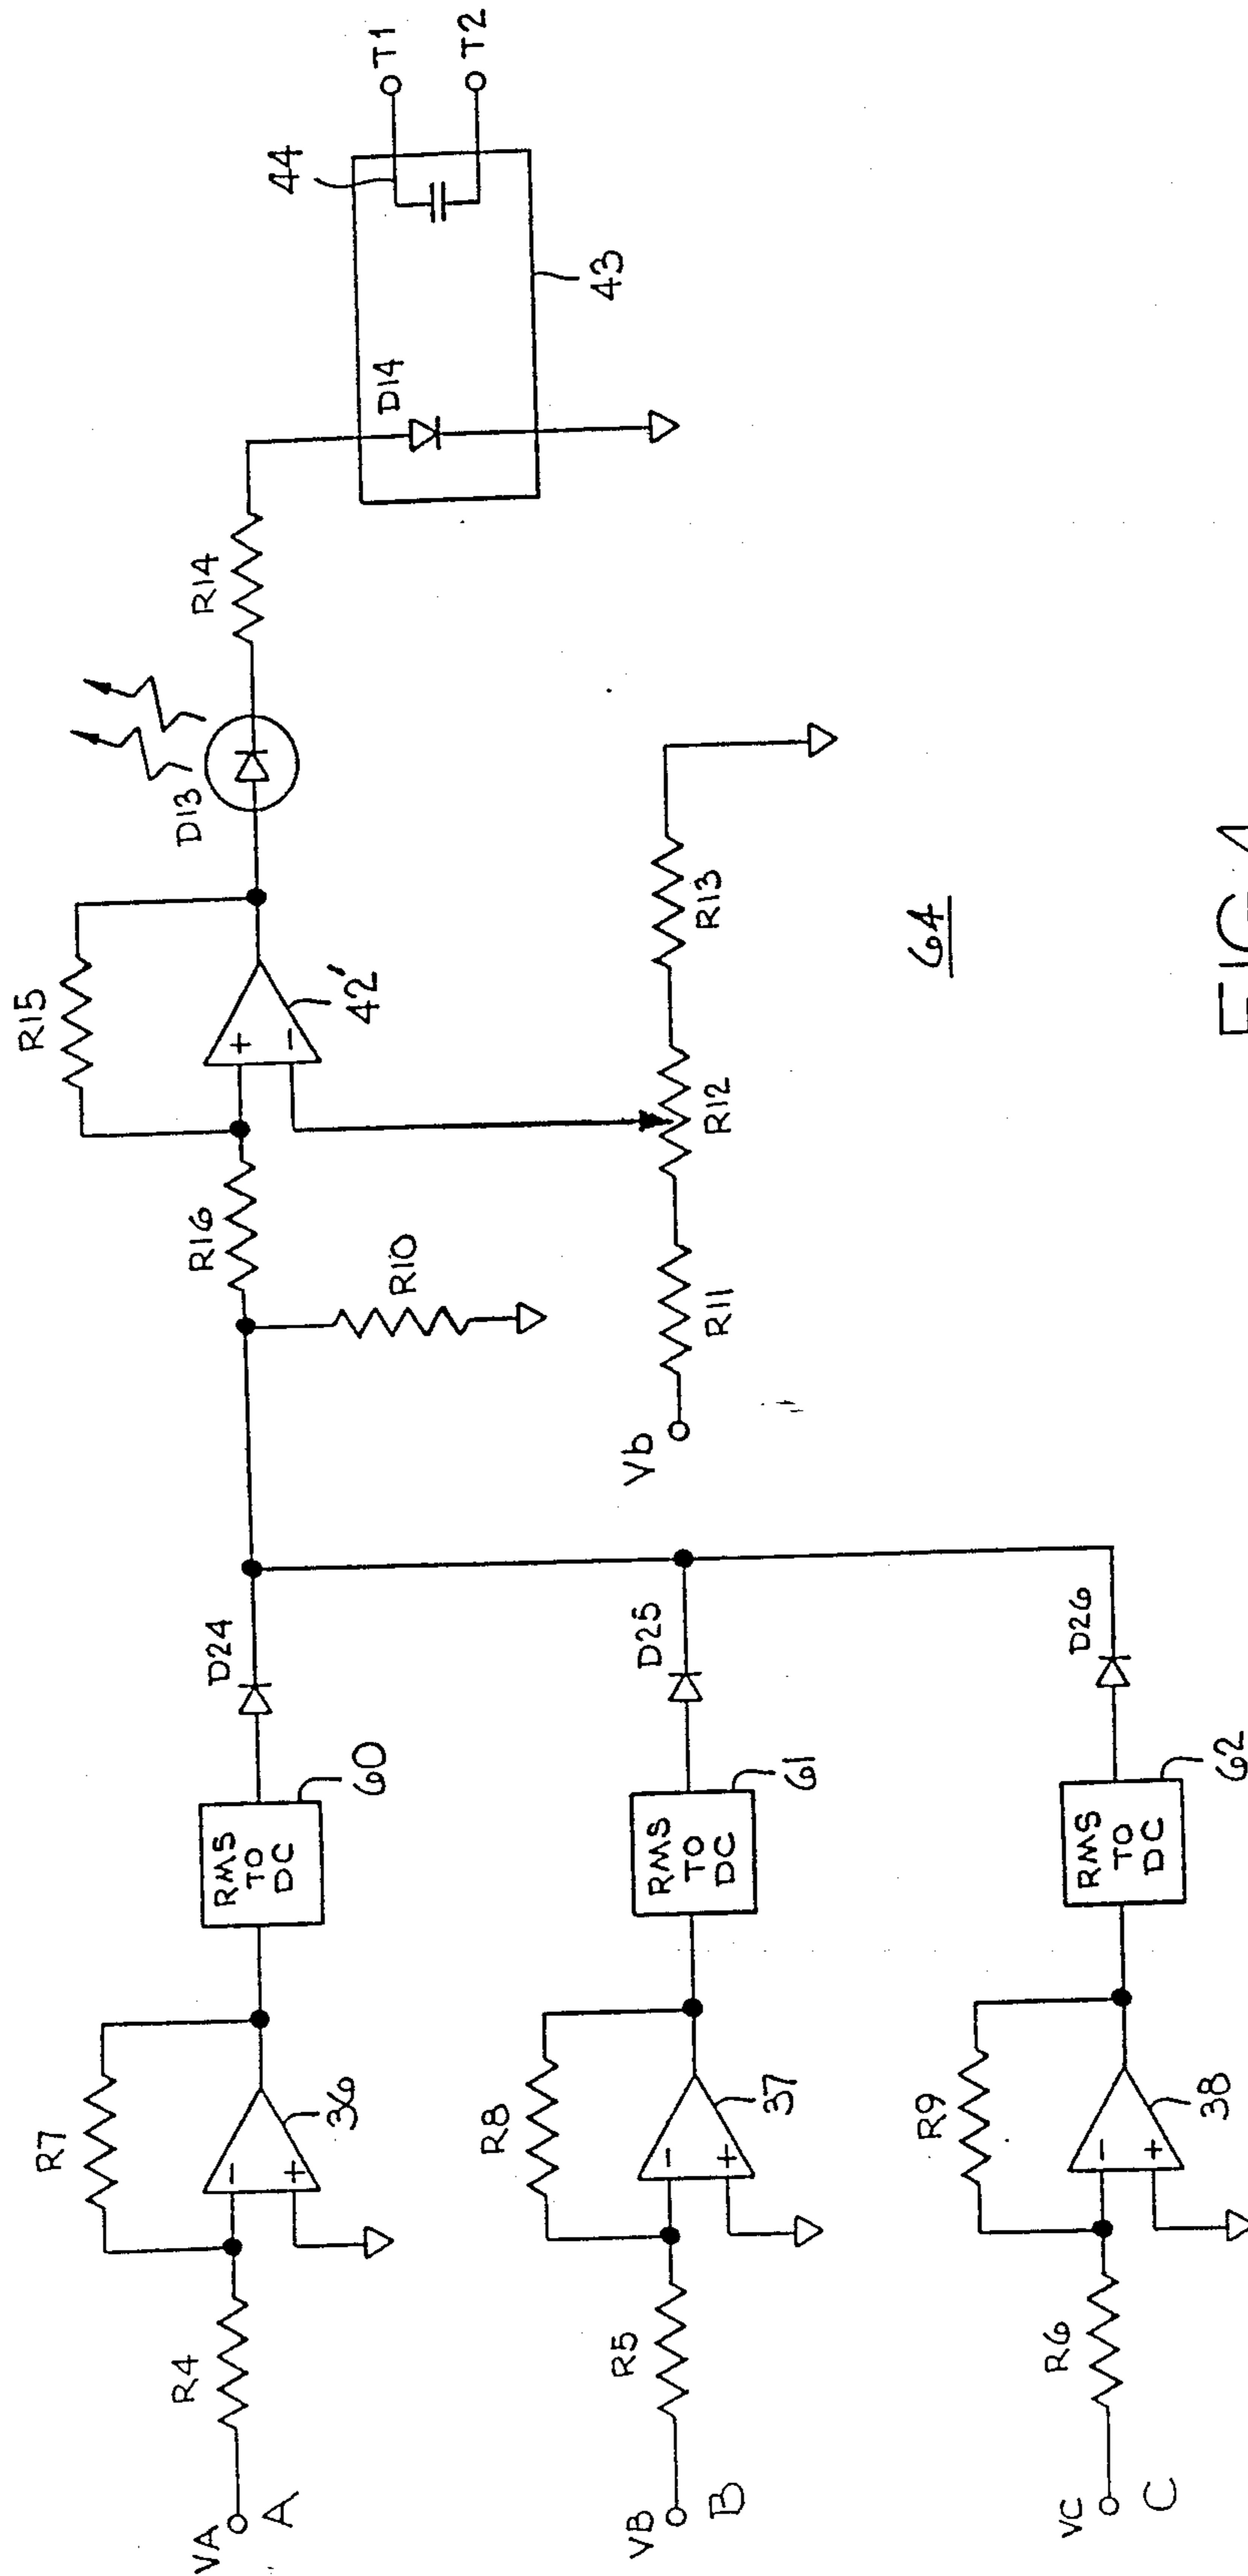 VA
A
R4
R7
-
+
36
RMS
TO
DC
60
D24
R16
R10
R15
+
-
42'
D13
R14
D14
43
44
T1
T2
VB
B
R5
R8
-
+
37
RMS
TO
DC
61
D25
Vb
R11
R12
R13
VC
C
R6
R9
-
+
38
RMS
TO
DC
62
D26
64